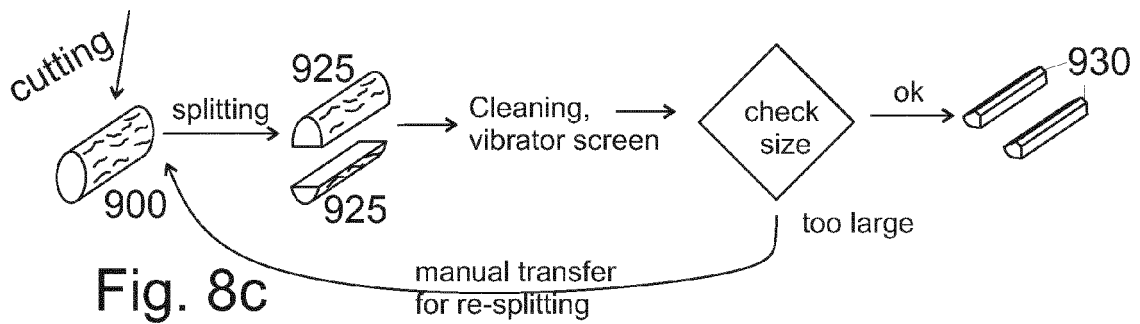 cutting
900
splitting
925
925
Cleaning,
vibrator screen
check
size
ok
930
too large
manual transfer
for re-splitting
Fig. 8c